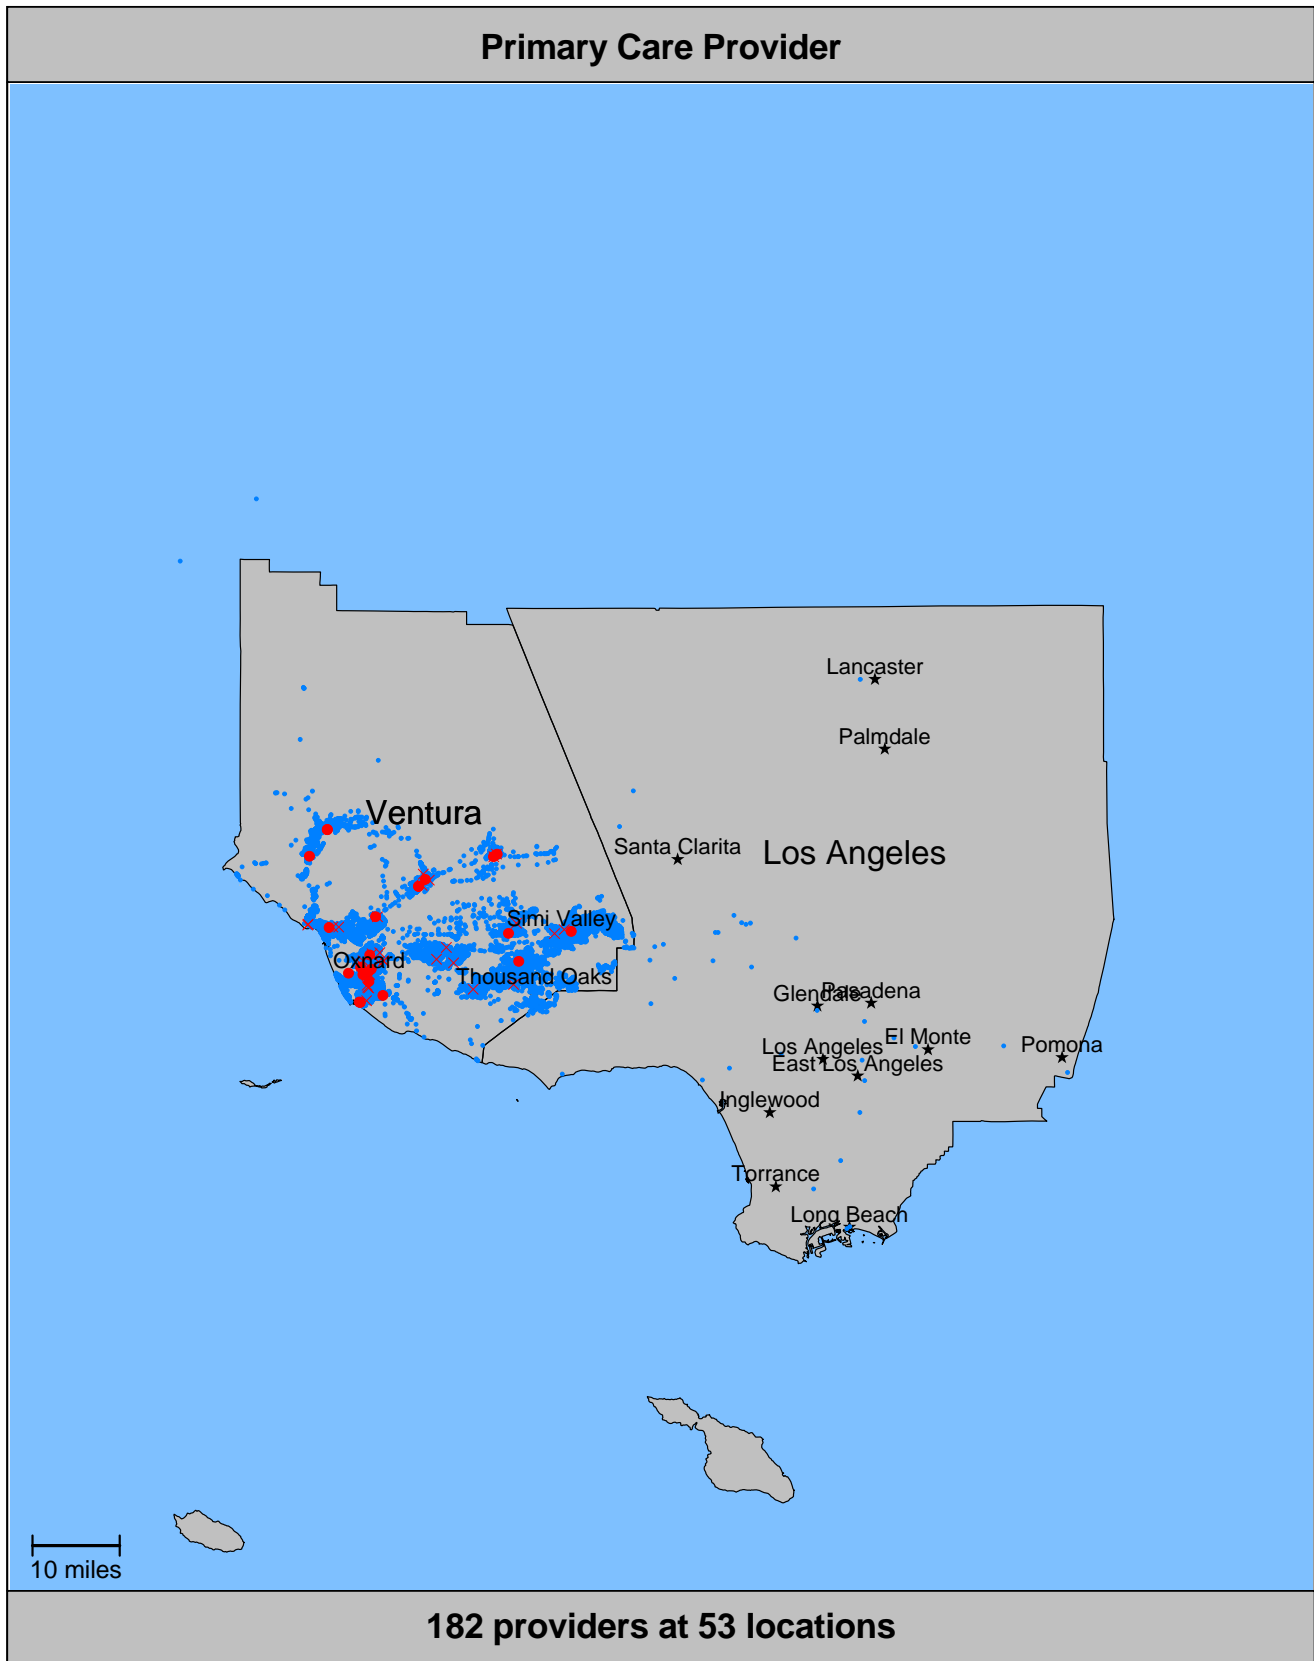 Primary Care Provider
Lancaster
Palmdale
Ventura
Santa Clarita
Los Angeles
Simi Valley
Oxnard
Thousand Oaks
Glendale
Pasadena
El Monte
Los Angeles
Pomona
East Los Angeles
Inglewood
Torrance
Long Beach
10 miles
182 providers at 53 locations